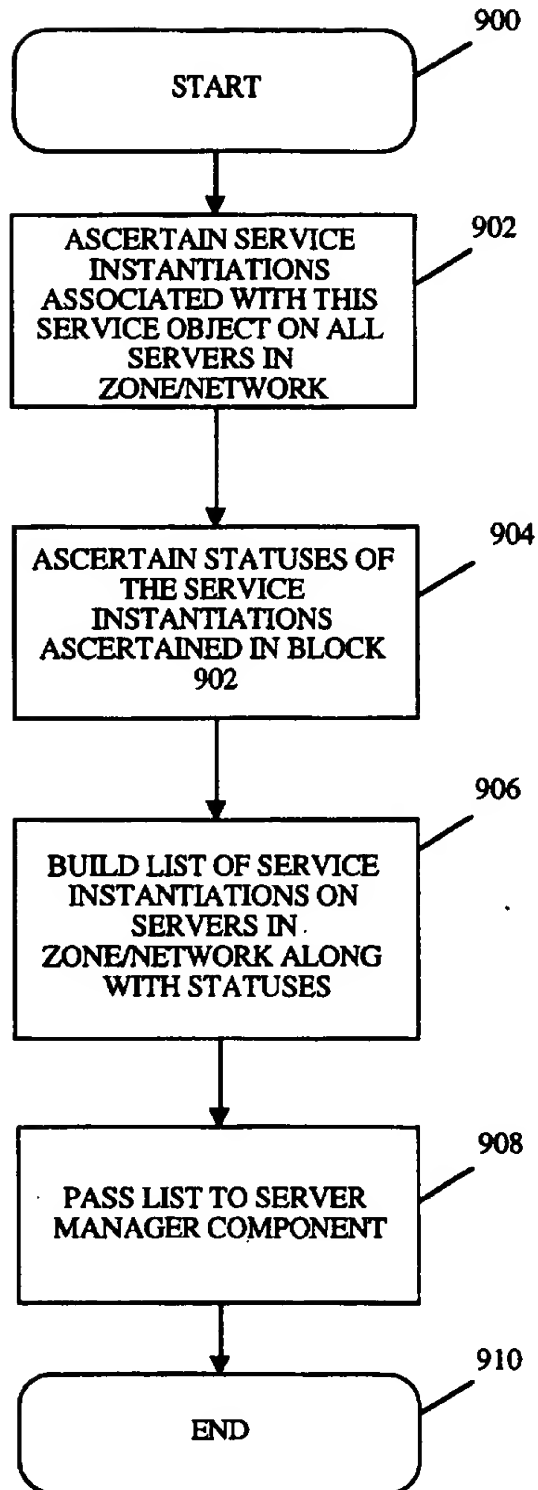 900
START
902
ASCERTAIN SERVICE
INSTANTIATIONS
ASSOCIATED WITH THIS
SERVICE OBJECT ON ALL
SERVERS IN
ZONE/NETWORK
904
ASCERTAIN STATUSES OF
THE SERVICE
INSTANTIATIONS
ASCERTAINED IN BLOCK
902
906
BUILD LIST OF SERVICE
INSTANTIATIONS ON
SERVERS IN
ZONE/NETWORK ALONG
WITH STATUSES
908
PASS LIST TO SERVER
MANAGER COMPONENT
910
END